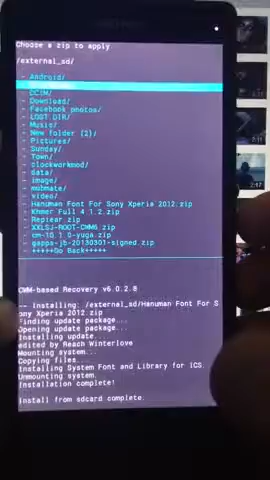 Choose a zip to apply
/external_sd/
- Android/
- DCIM/
- Download/
- Facebook photos/
- LOST.DIR/
- Music/
- New folder (2)/
- Pictures/
- Sunday/
- Town/
- clockworkmod/
- data/
- image/
- mobmate/
- video/
- Hanuman Font For Sony Xperia 2012.zip
- Khmer Full 4.1.2.zip
- XXLSJ-ROOT-CWM6.zip
- cm-10.1.0-yuga.zip
- gapps-jb-20130301-signed.zip
- +++++Go Back+++++
CWM-based Recovery v6.0.2.8
-- Installing: /external_sd/Hanuman Font For S
ony Xperia 2012.zip
Finding update package...
Opening update package...
Installing update...
edited by Reach Winterlove
Mounting system...
Copying files...
Installing System Font and Library for ICS.
Unmounting system.
Installation complete!
Install from sdcard complete.
2:11
2:17